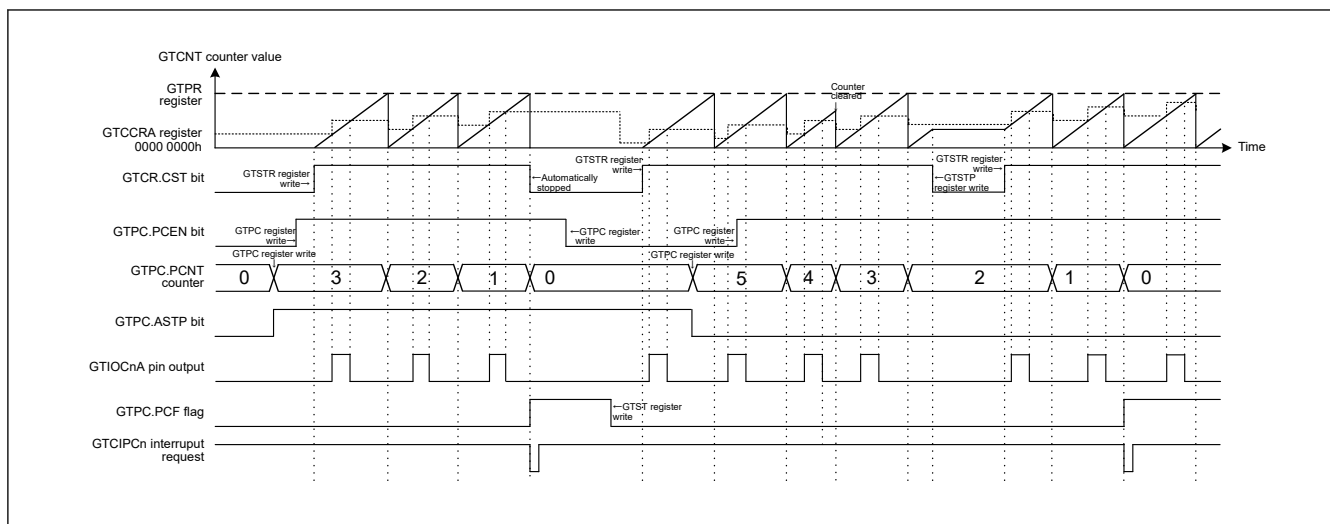 GTCNT counter value
GTPR
register
Counter
cleared
GTCCRA register
0000 0000h
Time
GTCR.CST bit
GTSTR register
write→
←Automatically
stopped
GTSTR register
write→
←GTSTP
register write
GTSTR register
write→
GTPC.PCEN bit
GTPC register
write→
←GTPC register
write
GTPC register
write→
GTPC.PCNT
counter
GTPC register write
GTPC register write
0 3 2 1 0 5 4 3 2 1 0
GTPC.ASTP bit
GTIOCnA pin output
GTPC.PCF flag
←GTST register
write
GTCIPCn interruput
request